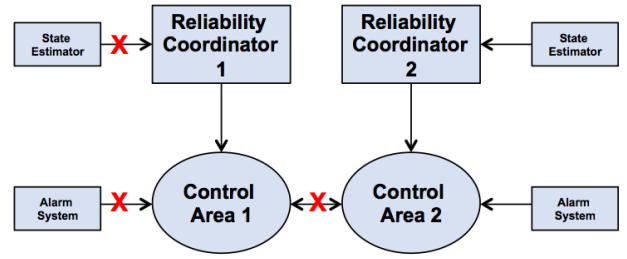 State
Estimator
X
Reliability
Coordinator
1
Reliability
Coordinator
2
State
Estimator
Alarm
System
X
Control
Area 1
X
Control
Area 2
Alarm
System